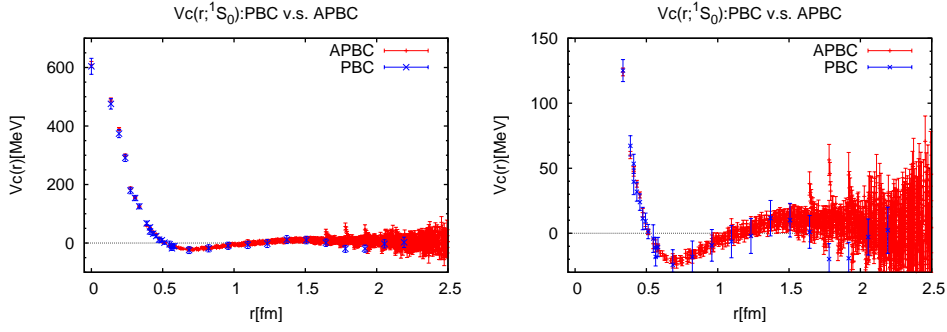 Vc(r;¹S₀):PBC v.s. APBC
APBC
PBC
Vc(r)[MeV]
600
400
200
0
0
0.5
1
1.5
2
2.5
r[fm]
Vc(r;¹S₀):PBC v.s. APBC
APBC
PBC
Vc(r)[MeV]
150
100
50
0
0
0.5
1
1.5
2
2.5
r[fm]